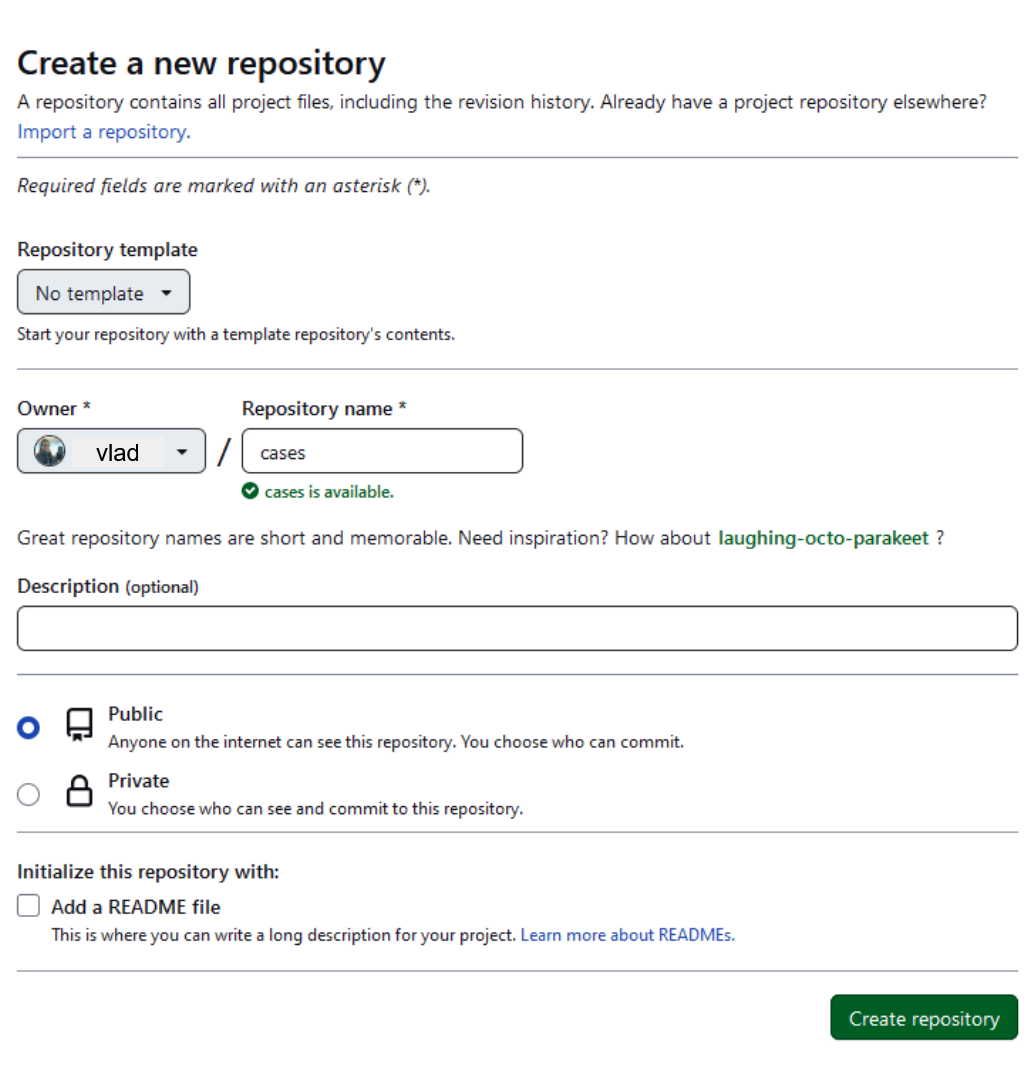 Create a new repository
A repository contains all project files, including the revision history. Already have a project repository elsewhere?
Import a repository.
Required fields are marked with an asterisk (*).
Repository template
No template
Start your repository with a template repository's contents.
Owner * Repository name *
vlad / cases
cases is available.
Great repository names are short and memorable. Need inspiration? How about laughing-octo-parakeet ?
Description (optional)
Public
Anyone on the internet can see this repository. You choose who can commit.
Private
You choose who can see and commit to this repository.
Initialize this repository with:
Add a README file
This is where you can write a long description for your project. Learn more about READMEs.
Create repository